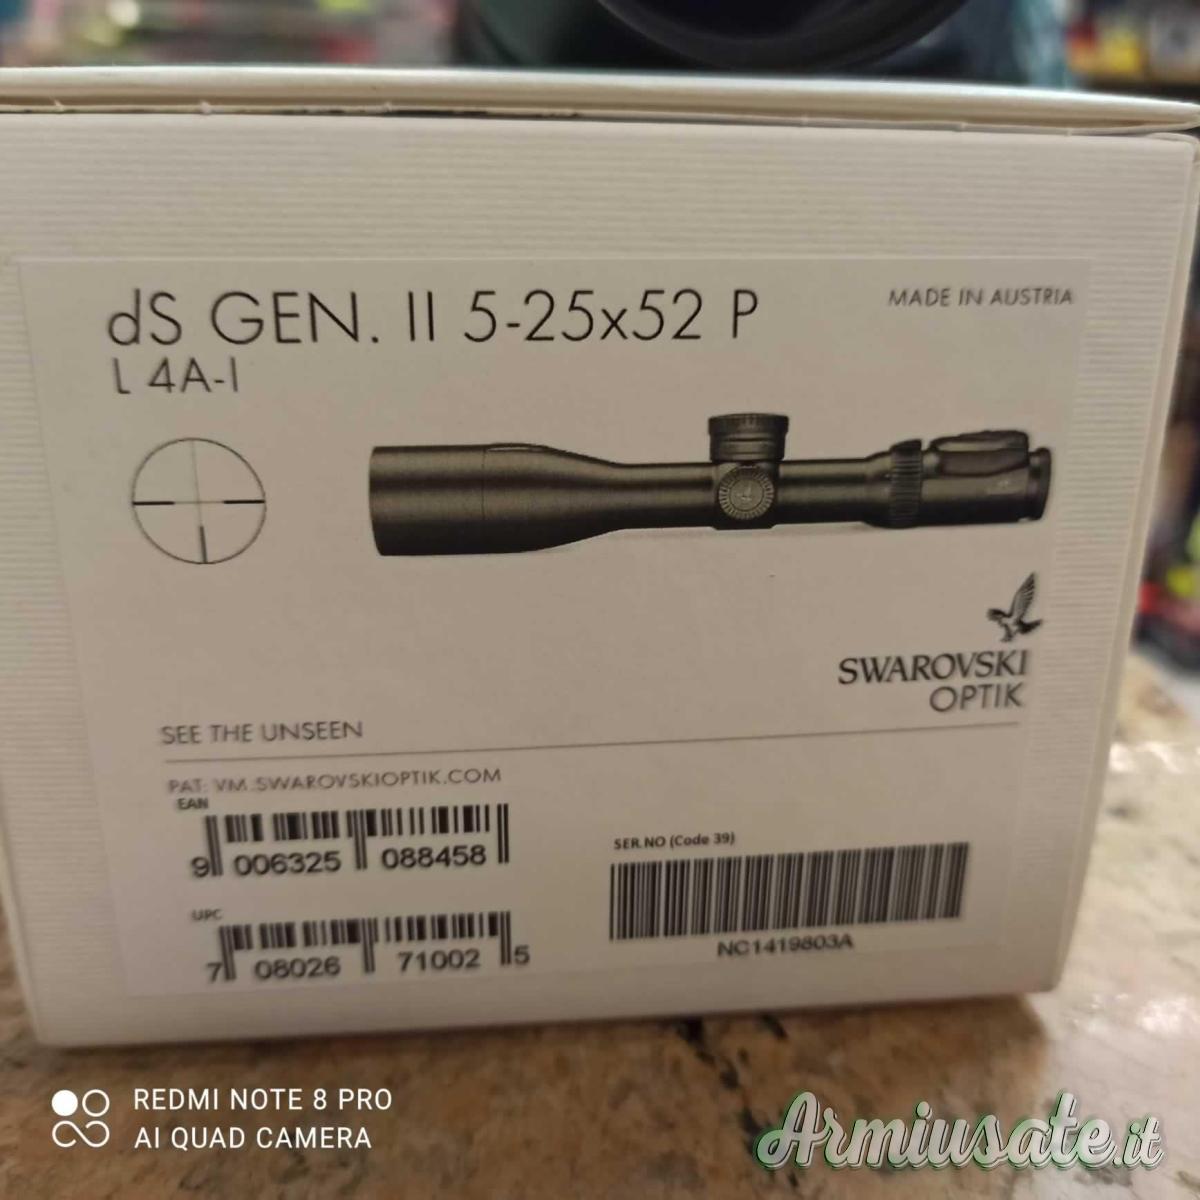 dS GEN. II 5-25x52 P
MADE IN AUSTRIA
L 4A-I
SWAROVSKI
OPTIK
SEE THE UNSEEN
PAT: VM.SWAROVSKIOPTIK.COM
EAN
9 006325 088458
SER.NO (Code 39)
NC1419803A
UPC
7 08026 71002 5
REDMI NOTE 8 PRO
AI QUAD CAMERA
Armiusate.it